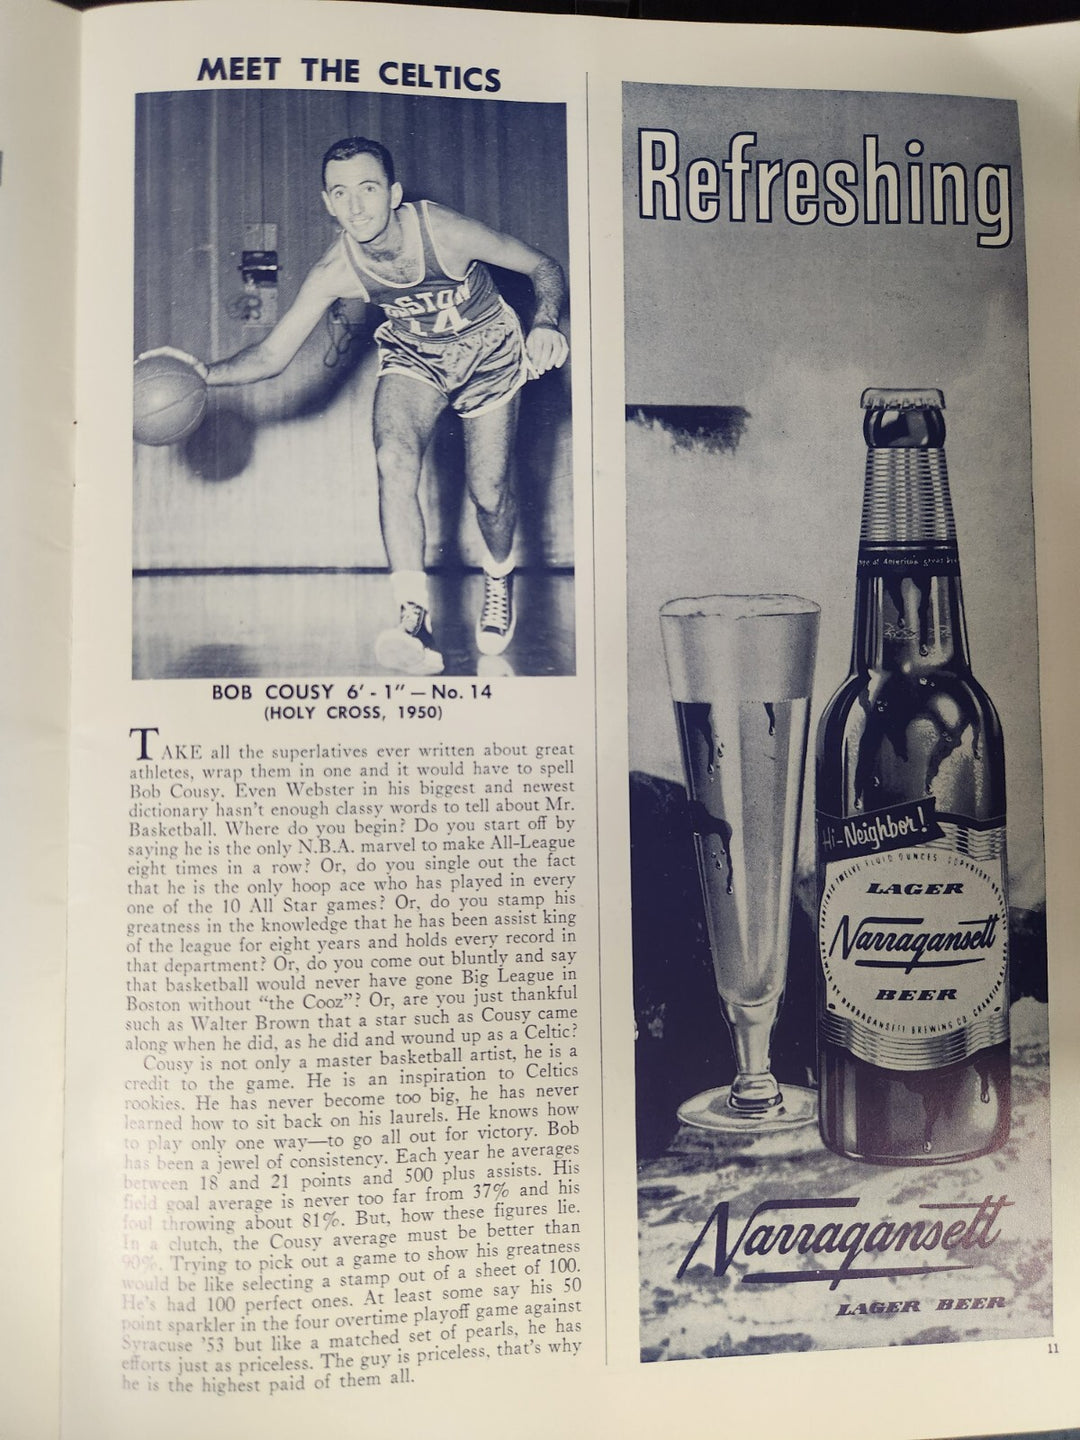 MEET THE CELTICS
BOSTON
14
BOB COUSY 6' - 1" — No. 14
(HOLY CROSS, 1950)
TAKE all the superlatives ever written about great
athletes, wrap them in one and it would have to spell
Bob Cousy. Even Webster in his biggest and newest
dictionary hasn't enough classy words to tell about Mr.
Basketball. Where do you begin? Do you start off by
saying he is the only N.B.A. marvel to make All-League
eight times in a row? Or, do you single out the fact
that he is the only hoop ace who has played in every
one of the 10 All Star games? Or, do you stamp his
greatness in the knowledge that he has been assist king
of the league for eight years and holds every record in
that department? Or, do you come out bluntly and say
that basketball would never have gone Big League in
Boston without "the Cooz"? Or, are you just thankful
such as Walter Brown that a star such as Cousy came
along when he did, as he did and wound up as a Celtic?
Cousy is not only a master basketball artist, he is a
credit to the game. He is an inspiration to Celtics
rookies. He has never become too big, he has never
learned how to sit back on his laurels. He knows how
to play only one way—to go all out for victory. Bob
has been a jewel of consistency. Each year he averages
between 18 and 21 points and 500 plus assists. His
field goal average is never too far from 37% and his
foul throwing about 81%. But, how these figures lie.
In a clutch, the Cousy average must be better than
90%. Trying to pick out a game to show his greatness
would be like selecting a stamp out of a sheet of 100.
He's had 100 perfect ones. At least some say his 50
point sparkler in the four overtime playoff game against
Syracuse '53 but like a matched set of pearls, he has
efforts just as priceless. The guy is priceless, that's why
he is the highest paid of them all.
Refreshing
of America's great
Hi-Neighbor!
TWELVE FLUID OUNCES
LAGER
Narragansett
BEER
NARRAGANSETT BREWING CO.
Narragansett
LAGER BEER
11